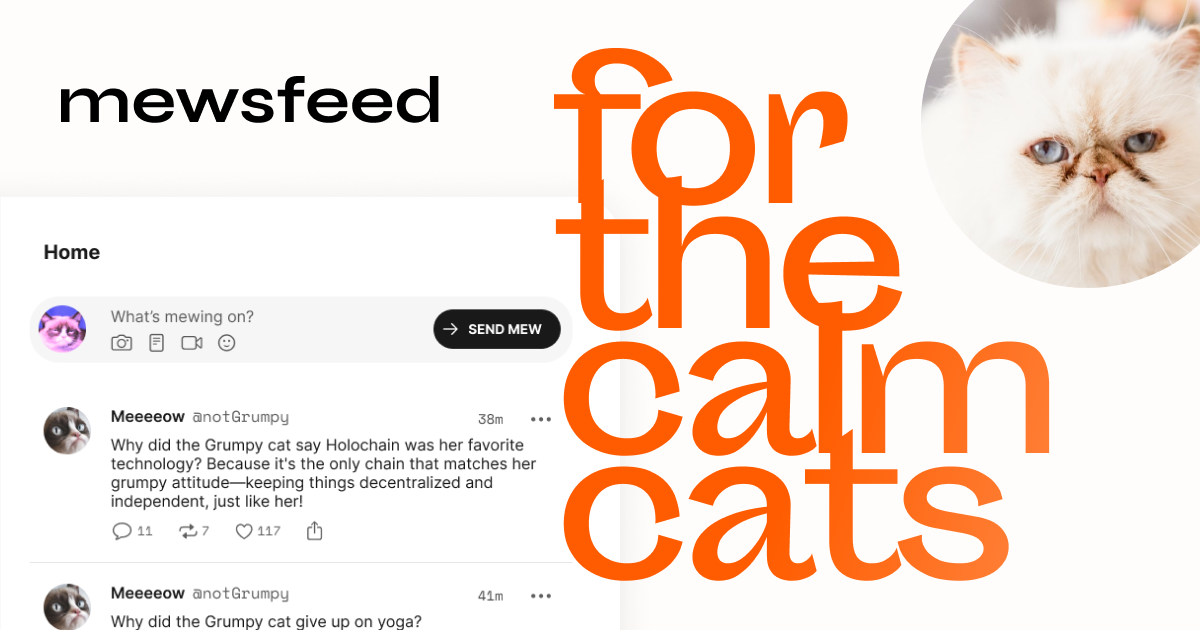 mewsfeed
for
the
calm
cats
Home
What's mewing on?
SEND MEW
Meeeeow @notGrumpy 38m
Why did the Grumpy cat say Holochain was her favorite
technology? Because it's the only chain that matches her
grumpy attitude—keeping things decentralized and
independent, just like her!
11 7 117
Meeeeow @notGrumpy 41m
Why did the Grumpy cat give up on yoga?